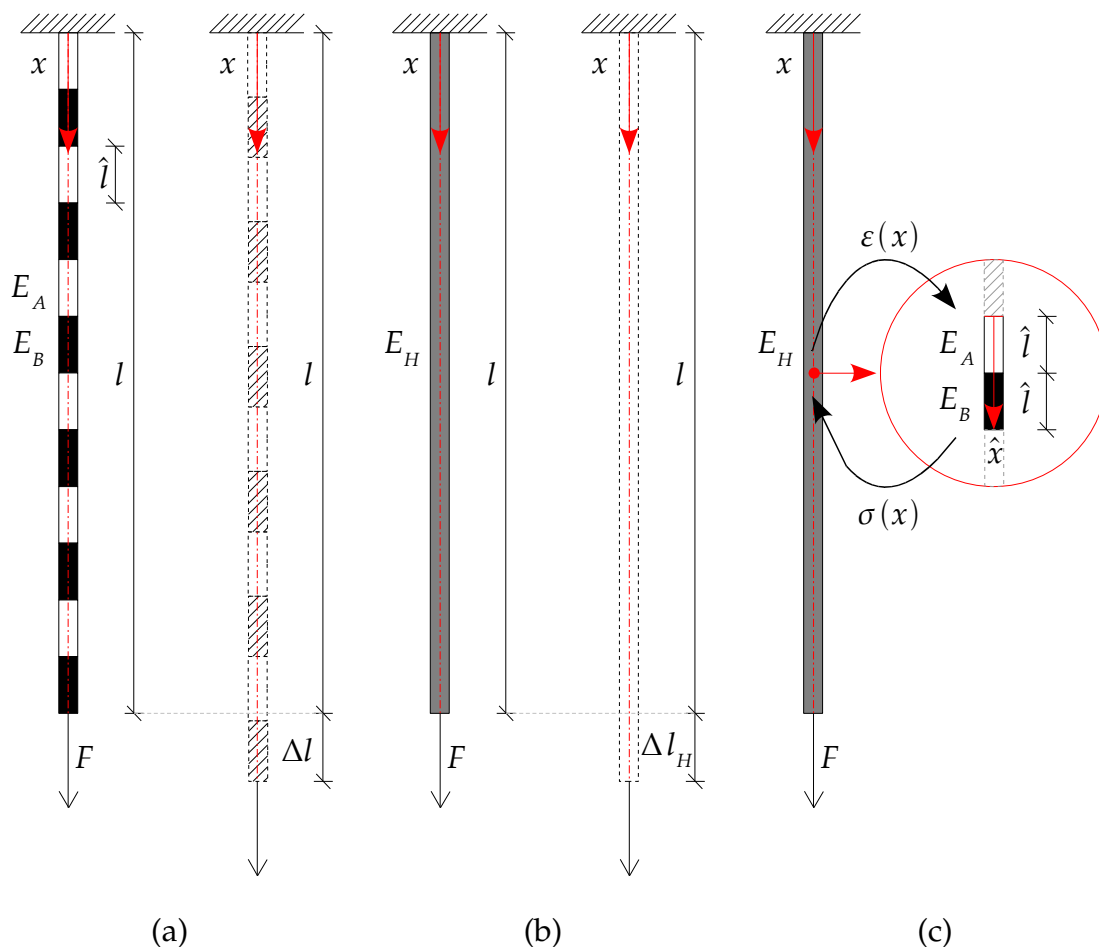 x
x
x
x
x
l̂
ε(x)
E_A
E_B
l
l
E_H
l
l
E_H
E_A
l̂
E_B
l̂
x̂
σ(x)
F
Δl
F
Δl_H
F
(a)
(b)
(c)